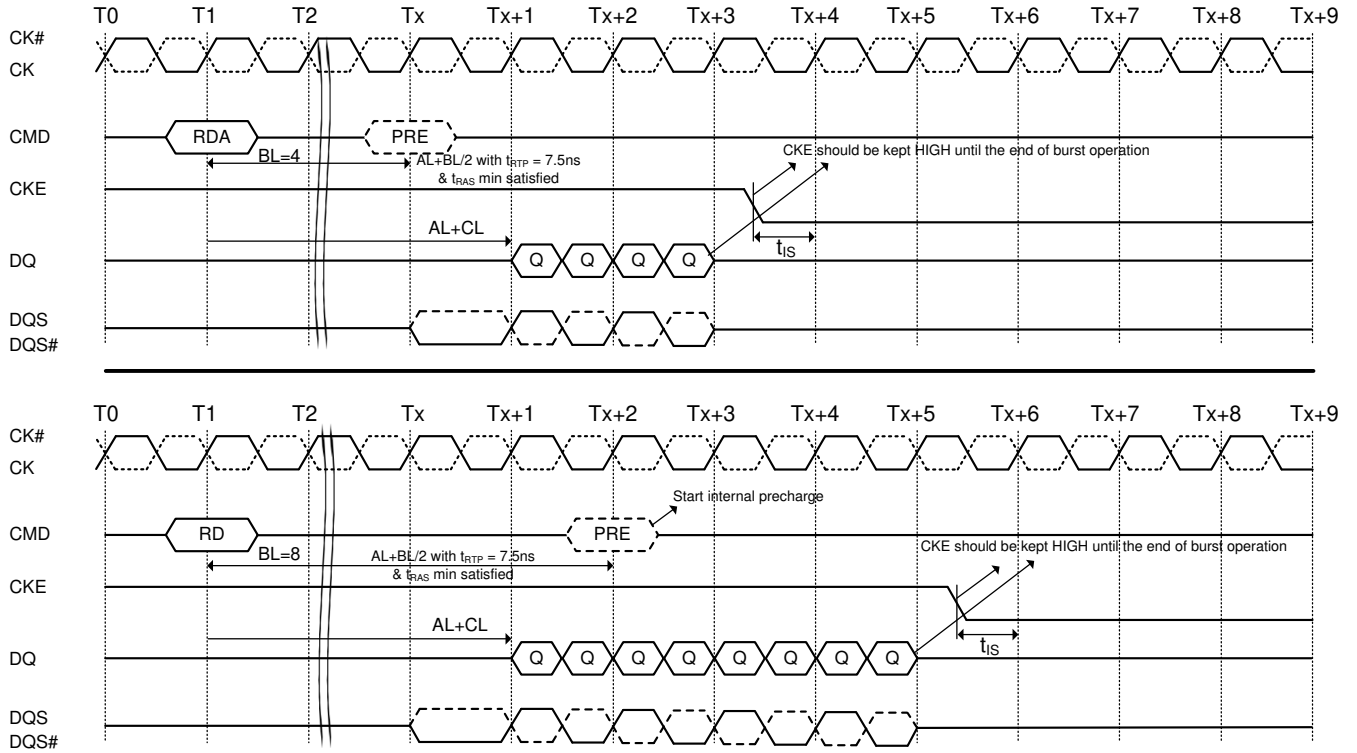 T0 T1 T2 Tx Tx+1 Tx+2 Tx+3 Tx+4 Tx+5 Tx+6 Tx+7 Tx+8 Tx+9
CK#
CK
CMD RDA PRE
BL=4 AL+BL/2 with tRTP = 7.5ns
& tRAS min satisfied
CKE should be kept HIGH until the end of burst operation
CKE
AL+CL
tIS
DQ Q Q Q Q
DQS
DQS#
T0 T1 T2 Tx Tx+1 Tx+2 Tx+3 Tx+4 Tx+5 Tx+6 Tx+7 Tx+8 Tx+9
CK#
CK
Start internal precharge
CMD RD PRE
BL=8 AL+BL/2 with tRTP = 7.5ns
& tRAS min satisfied
CKE should be kept HIGH until the end of burst operation
CKE
AL+CL
tIS
DQ Q Q Q Q Q Q Q Q
DQS
DQS#